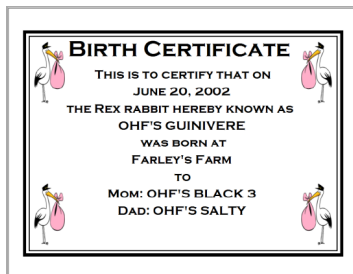 BIRTH CERTIFICATE
THIS IS TO CERTIFY THAT ON
JUNE 20, 2002
THE REX RABBIT HEREBY KNOWN AS
OHF'S GUINIVERE
WAS BORN AT
FARLEY'S FARM
TO
MOM: OHF'S BLACK 3
DAD: OHF'S SALTY